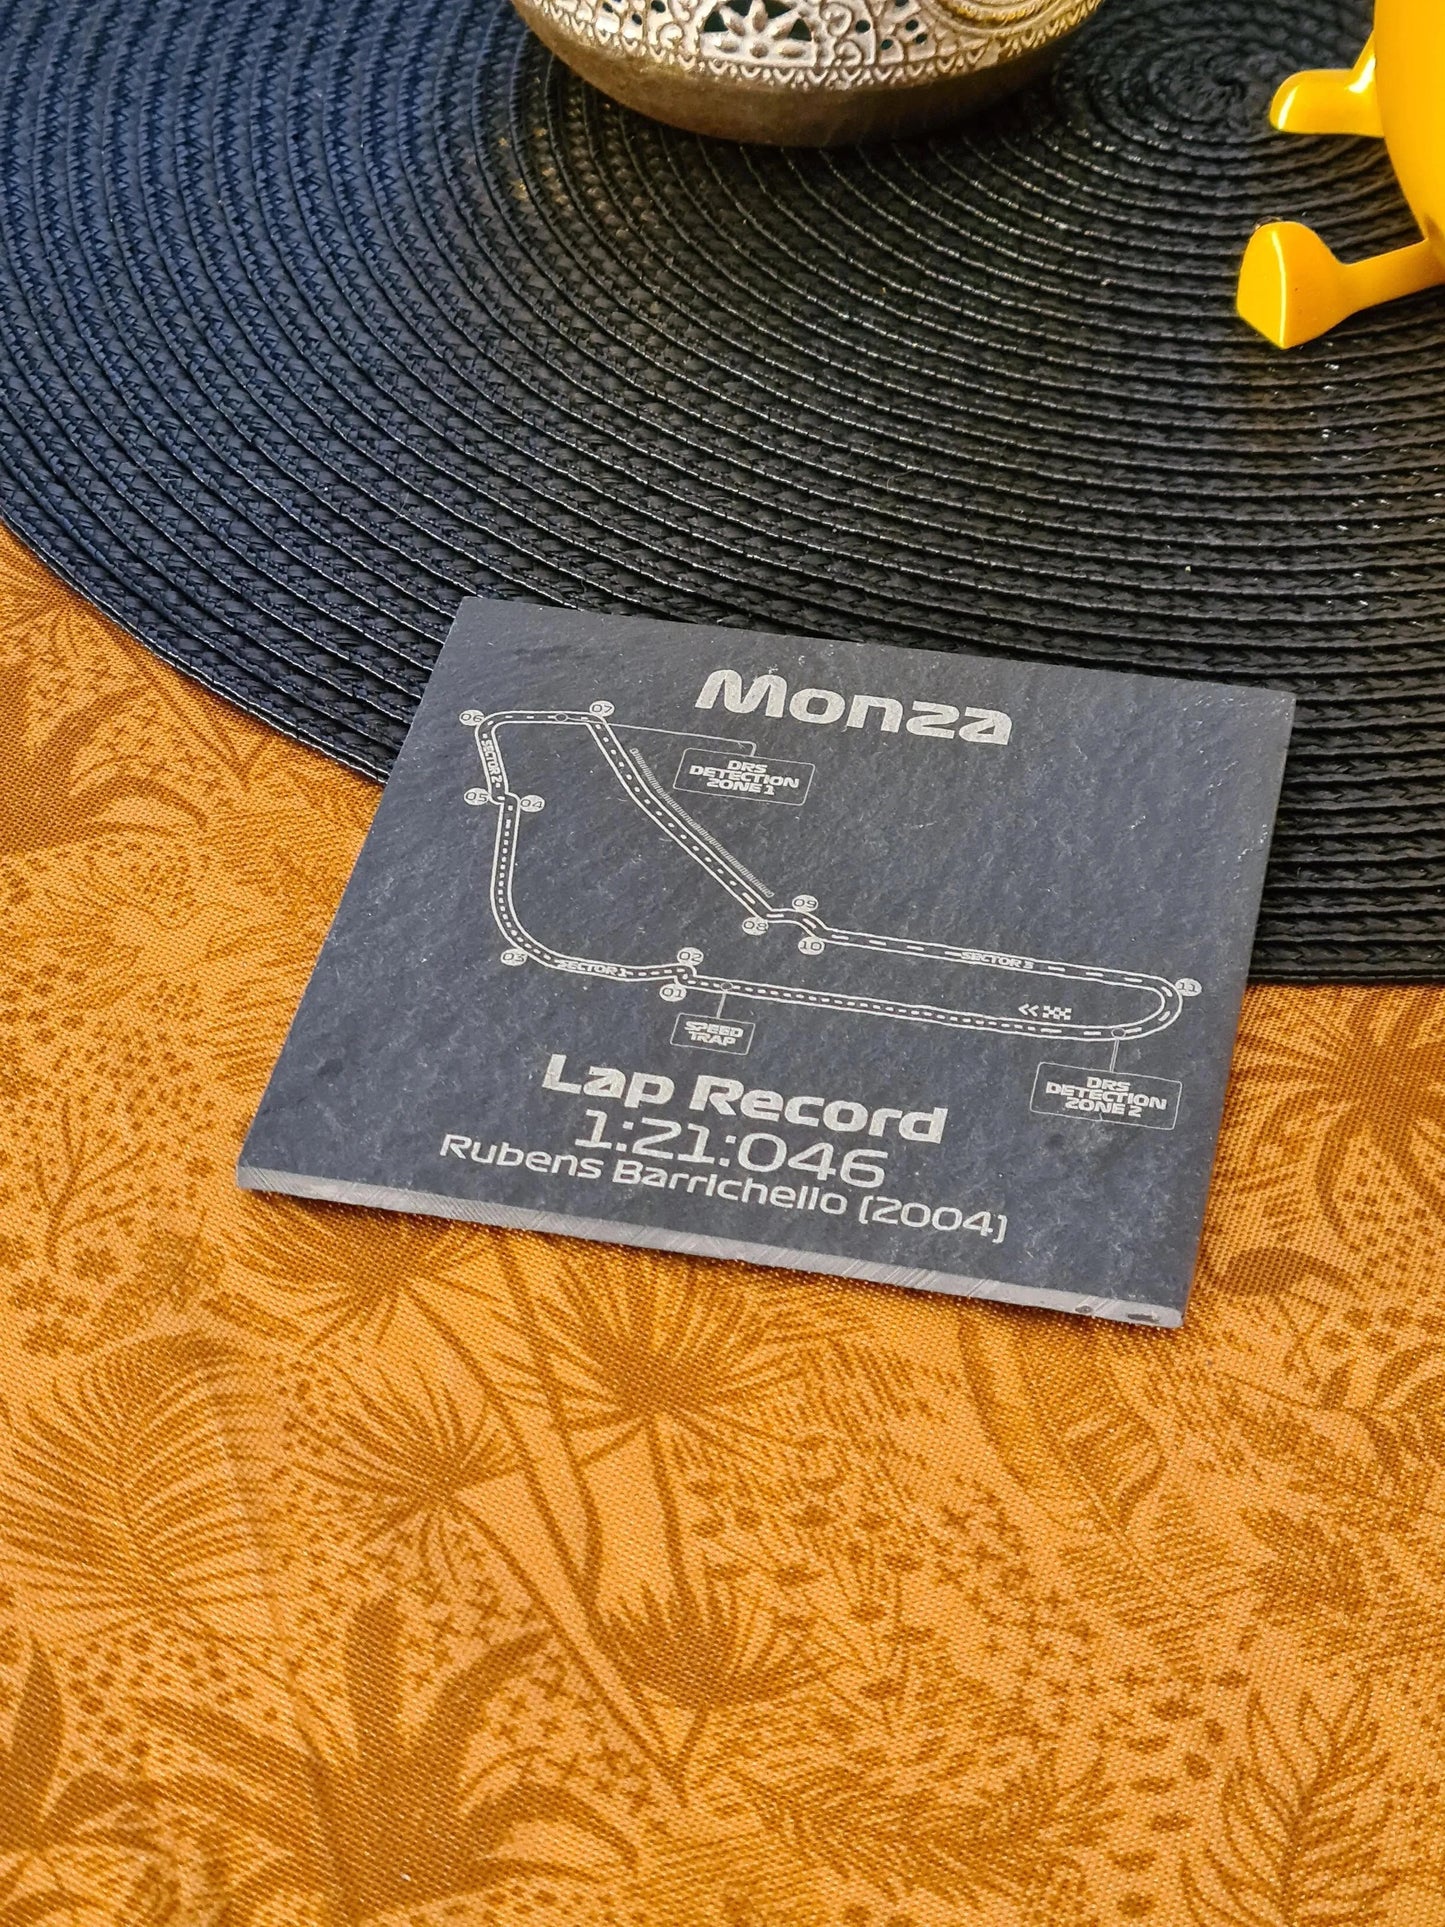 Monza
07
06
DRS
DETECTION
ZONE 1
SECTOR 2
05
04
09
08
10
SECTOR 3
03
SECTOR 1
02
11
01
<<
SPEED
TRAP
DRS
DETECTION
ZONE 2
Lap Record
1:21:046
Rubens Barrichello (2004)